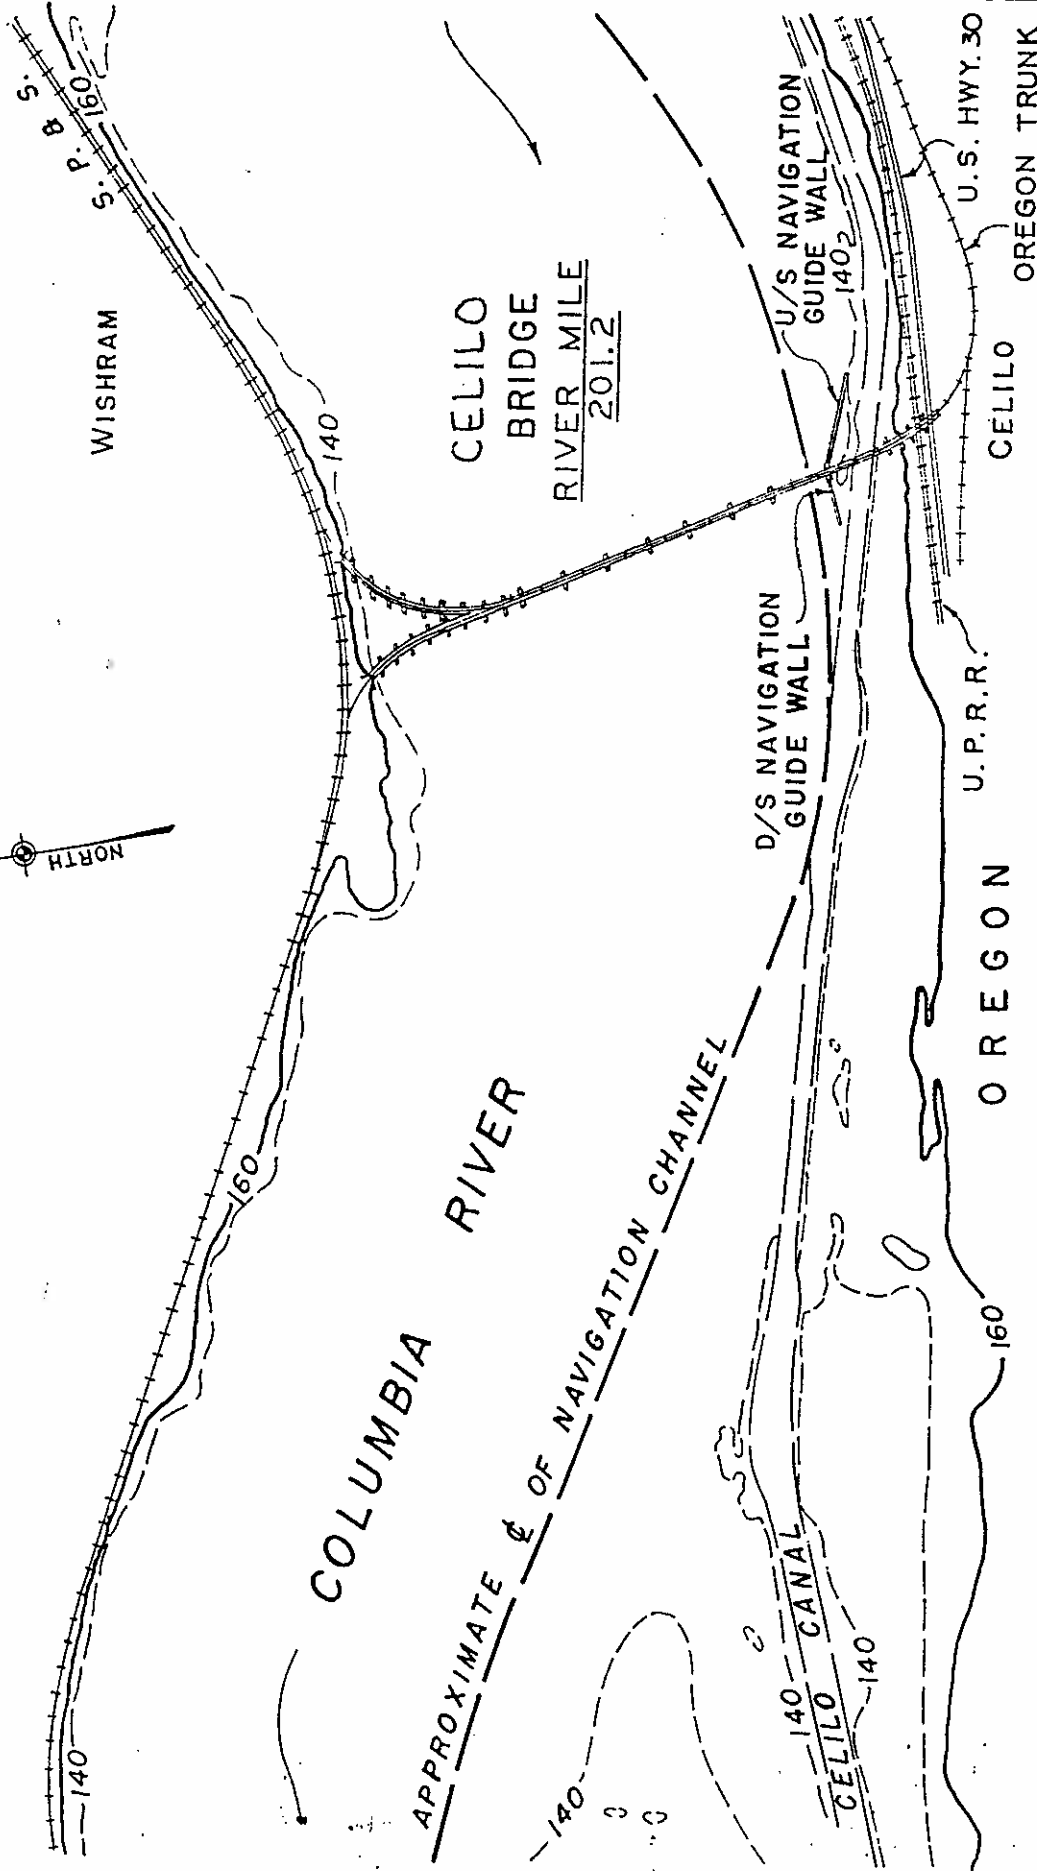 S. P. & S.
160
WISHRAM
NORTH
140
CELILO
BRIDGE
RIVER MILE
201.2
U/S NAVIGATION
GUIDE WALL
140
2
U.S. HWY. 30
OREGON TRUNK
CELILO
D/S NAVIGATION
GUIDE WALL
U.P.R.R.
OREGON
COLUMBIA
RIVER
160
140
APPROXIMATE ℄ OF NAVIGATION CHANNEL
140
140
CELILO CANAL
140
160